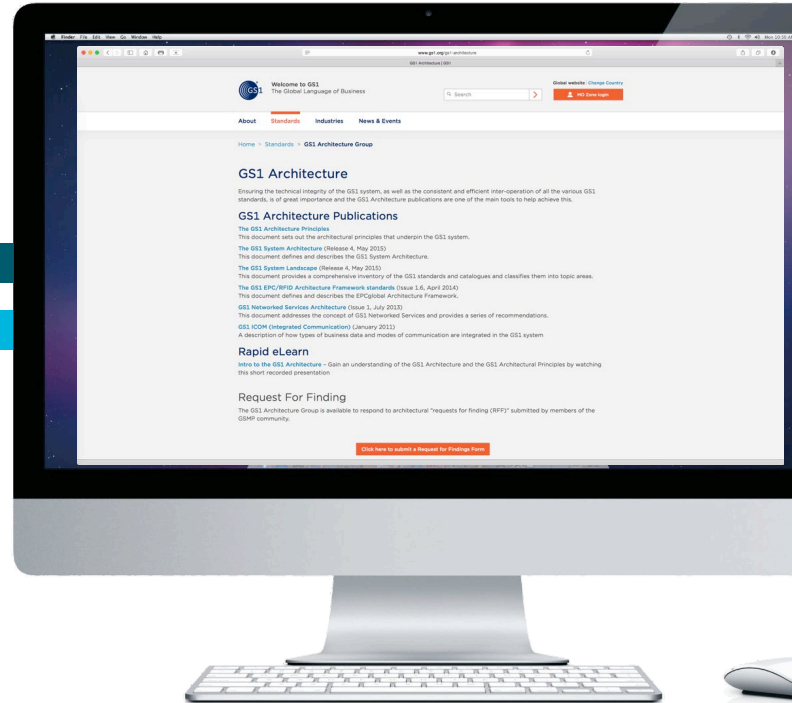 Finder File Edit View Go Window Help
www.gs1.org/gs1-architecture
GS1 Architecture | GS1
GS1
Welcome to GS1
The Global Language of Business
Global website Change Country
Search
MO Zone login
About Standards Industries News & Events
Home > Standards > GS1 Architecture Group
GS1 Architecture
Ensuring the technical integrity of the GS1 system, as well as the consistent and efficient inter-operation of all the various GS1
standards, is of great importance and the GS1 Architecture publications are one of the main tools to help achieve this.
GS1 Architecture Publications
The GS1 Architecture Principles
This document sets out the architectural principles that underpin the GS1 system.
The GS1 System Architecture (Release 4, May 2015)
This document defines and describes the GS1 System Architecture.
The GS1 System Landscape (Release 4, May 2015)
This document provides a comprehensive inventory of the GS1 standards and catalogues and classifies them into topic areas.
The GS1 EPC/RFID Architecture Framework standards (Issue 1.6, April 2014)
This document defines and describes the EPCglobal Architecture Framework.
GS1 Networked Services Architecture (Issue 1, July 2013)
This document addresses the concept of GS1 Networked Services and provides a series of recommendations.
GS1 ICOM (Integrated Communication) (January 2011)
A description of how types of business data and modes of communication are integrated in the GS1 system
Rapid eLearn
Intro to the GS1 Architecture – Gain an understanding of the GS1 Architecture and the GS1 Architectural Principles by watching
this short recorded presentation
Request For Finding
The GS1 Architecture Group is available to respond to architectural "requests for finding (RFF)" submitted by members of the
GSMP community.
Click here to submit a Request for Findings Form